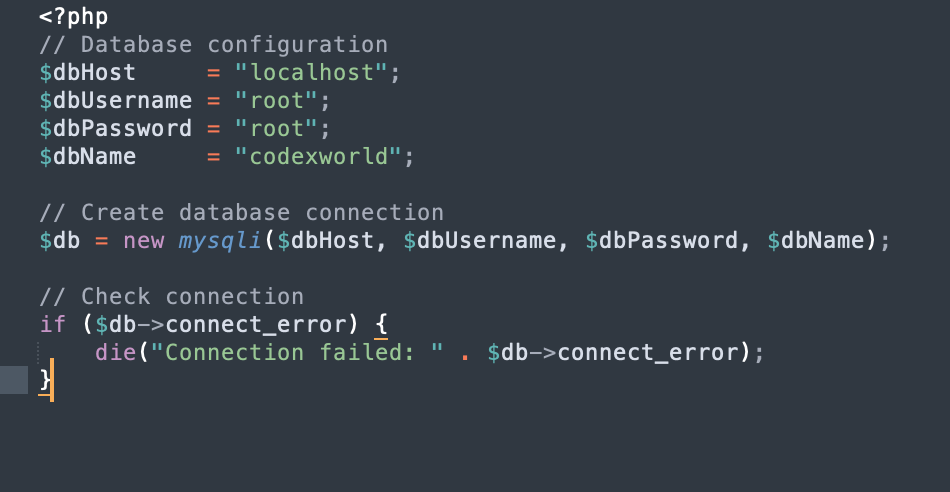 <?php
// Database configuration
$dbHost     = "localhost";
$dbUsername = "root";
$dbPassword = "root";
$dbName     = "codexworld";

// Create database connection
$db = new mysqli($dbHost, $dbUsername, $dbPassword, $dbName);

// Check connection
if ($db->connect_error) {
    die("Connection failed: " . $db->connect_error);
}